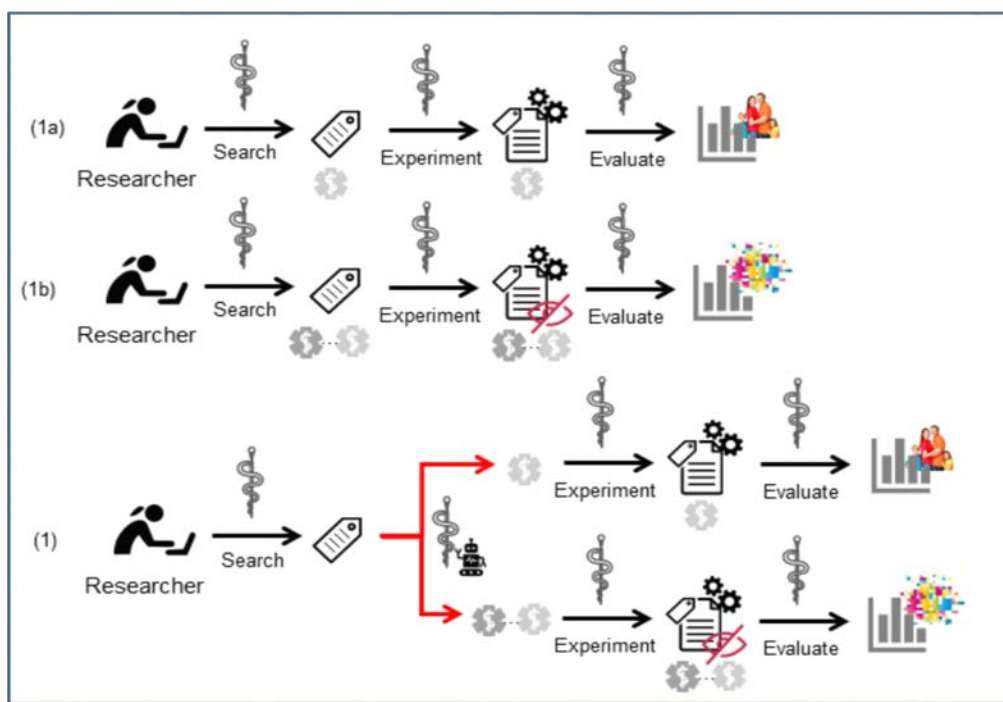 (1a)
Researcher
Search
Experiment
Evaluate
(1b)
Researcher
Search
Experiment
Evaluate
(1)
Researcher
Search
Experiment
Evaluate
Experiment
Evaluate